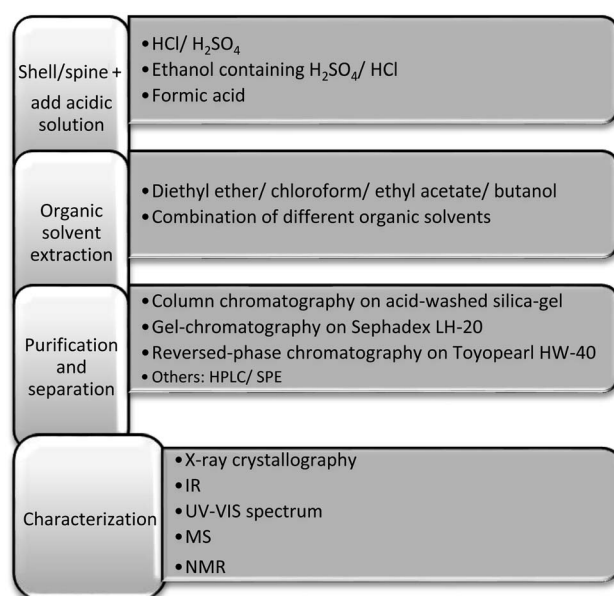 Shell/spine +
add acidic
solution
•HCl/ H₂SO₄
•Ethanol containing H₂SO₄/ HCl
•Formic acid
Organic
solvent
extraction
•Diethyl ether/ chloroform/ ethyl acetate/ butanol
•Combination of different organic solvents
Purification
and
separation
•Column chromatography on acid-washed silica-gel
•Gel-chromatography on Sephadex LH-20
•Reversed-phase chromatography on Toyopearl HW-40
•Others: HPLC/ SPE
Characterization
•X-ray crystallography
•IR
•UV-VIS spectrum
•MS
•NMR